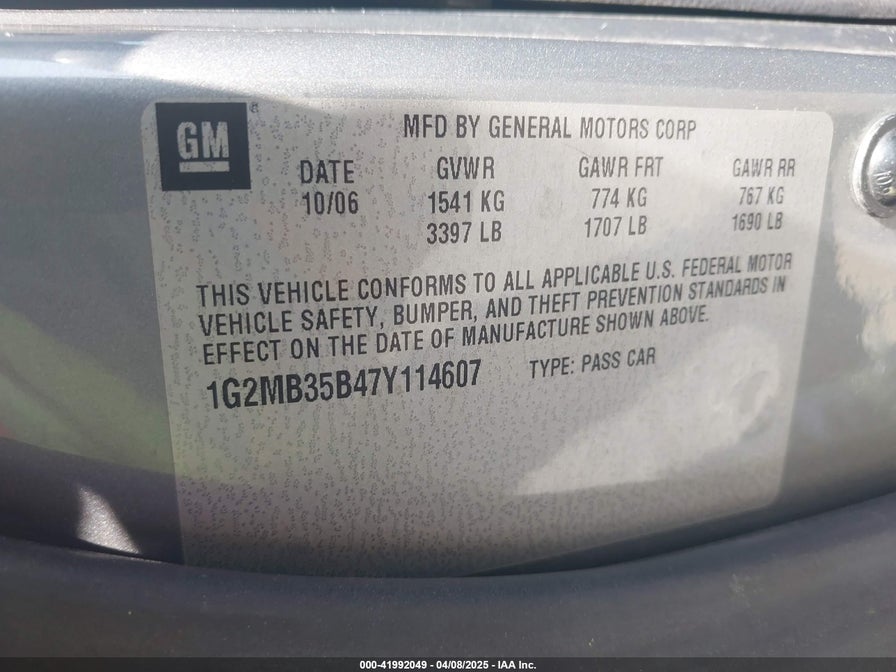 GM
MFD BY GENERAL MOTORS CORP
DATE GVWR GAWR FRT GAWR RR
10/06 1541 KG 774 KG 767 KG
3397 LB 1707 LB 1690 LB
THIS VEHICLE CONFORMS TO ALL APPLICABLE U.S. FEDERAL MOTOR
VEHICLE SAFETY, BUMPER, AND THEFT PREVENTION STANDARDS IN
EFFECT ON THE DATE OF MANUFACTURE SHOWN ABOVE.
1G2MB35B47Y114607 TYPE: PASS CAR
000-41992049 - 04/08/2025 - IAA Inc.